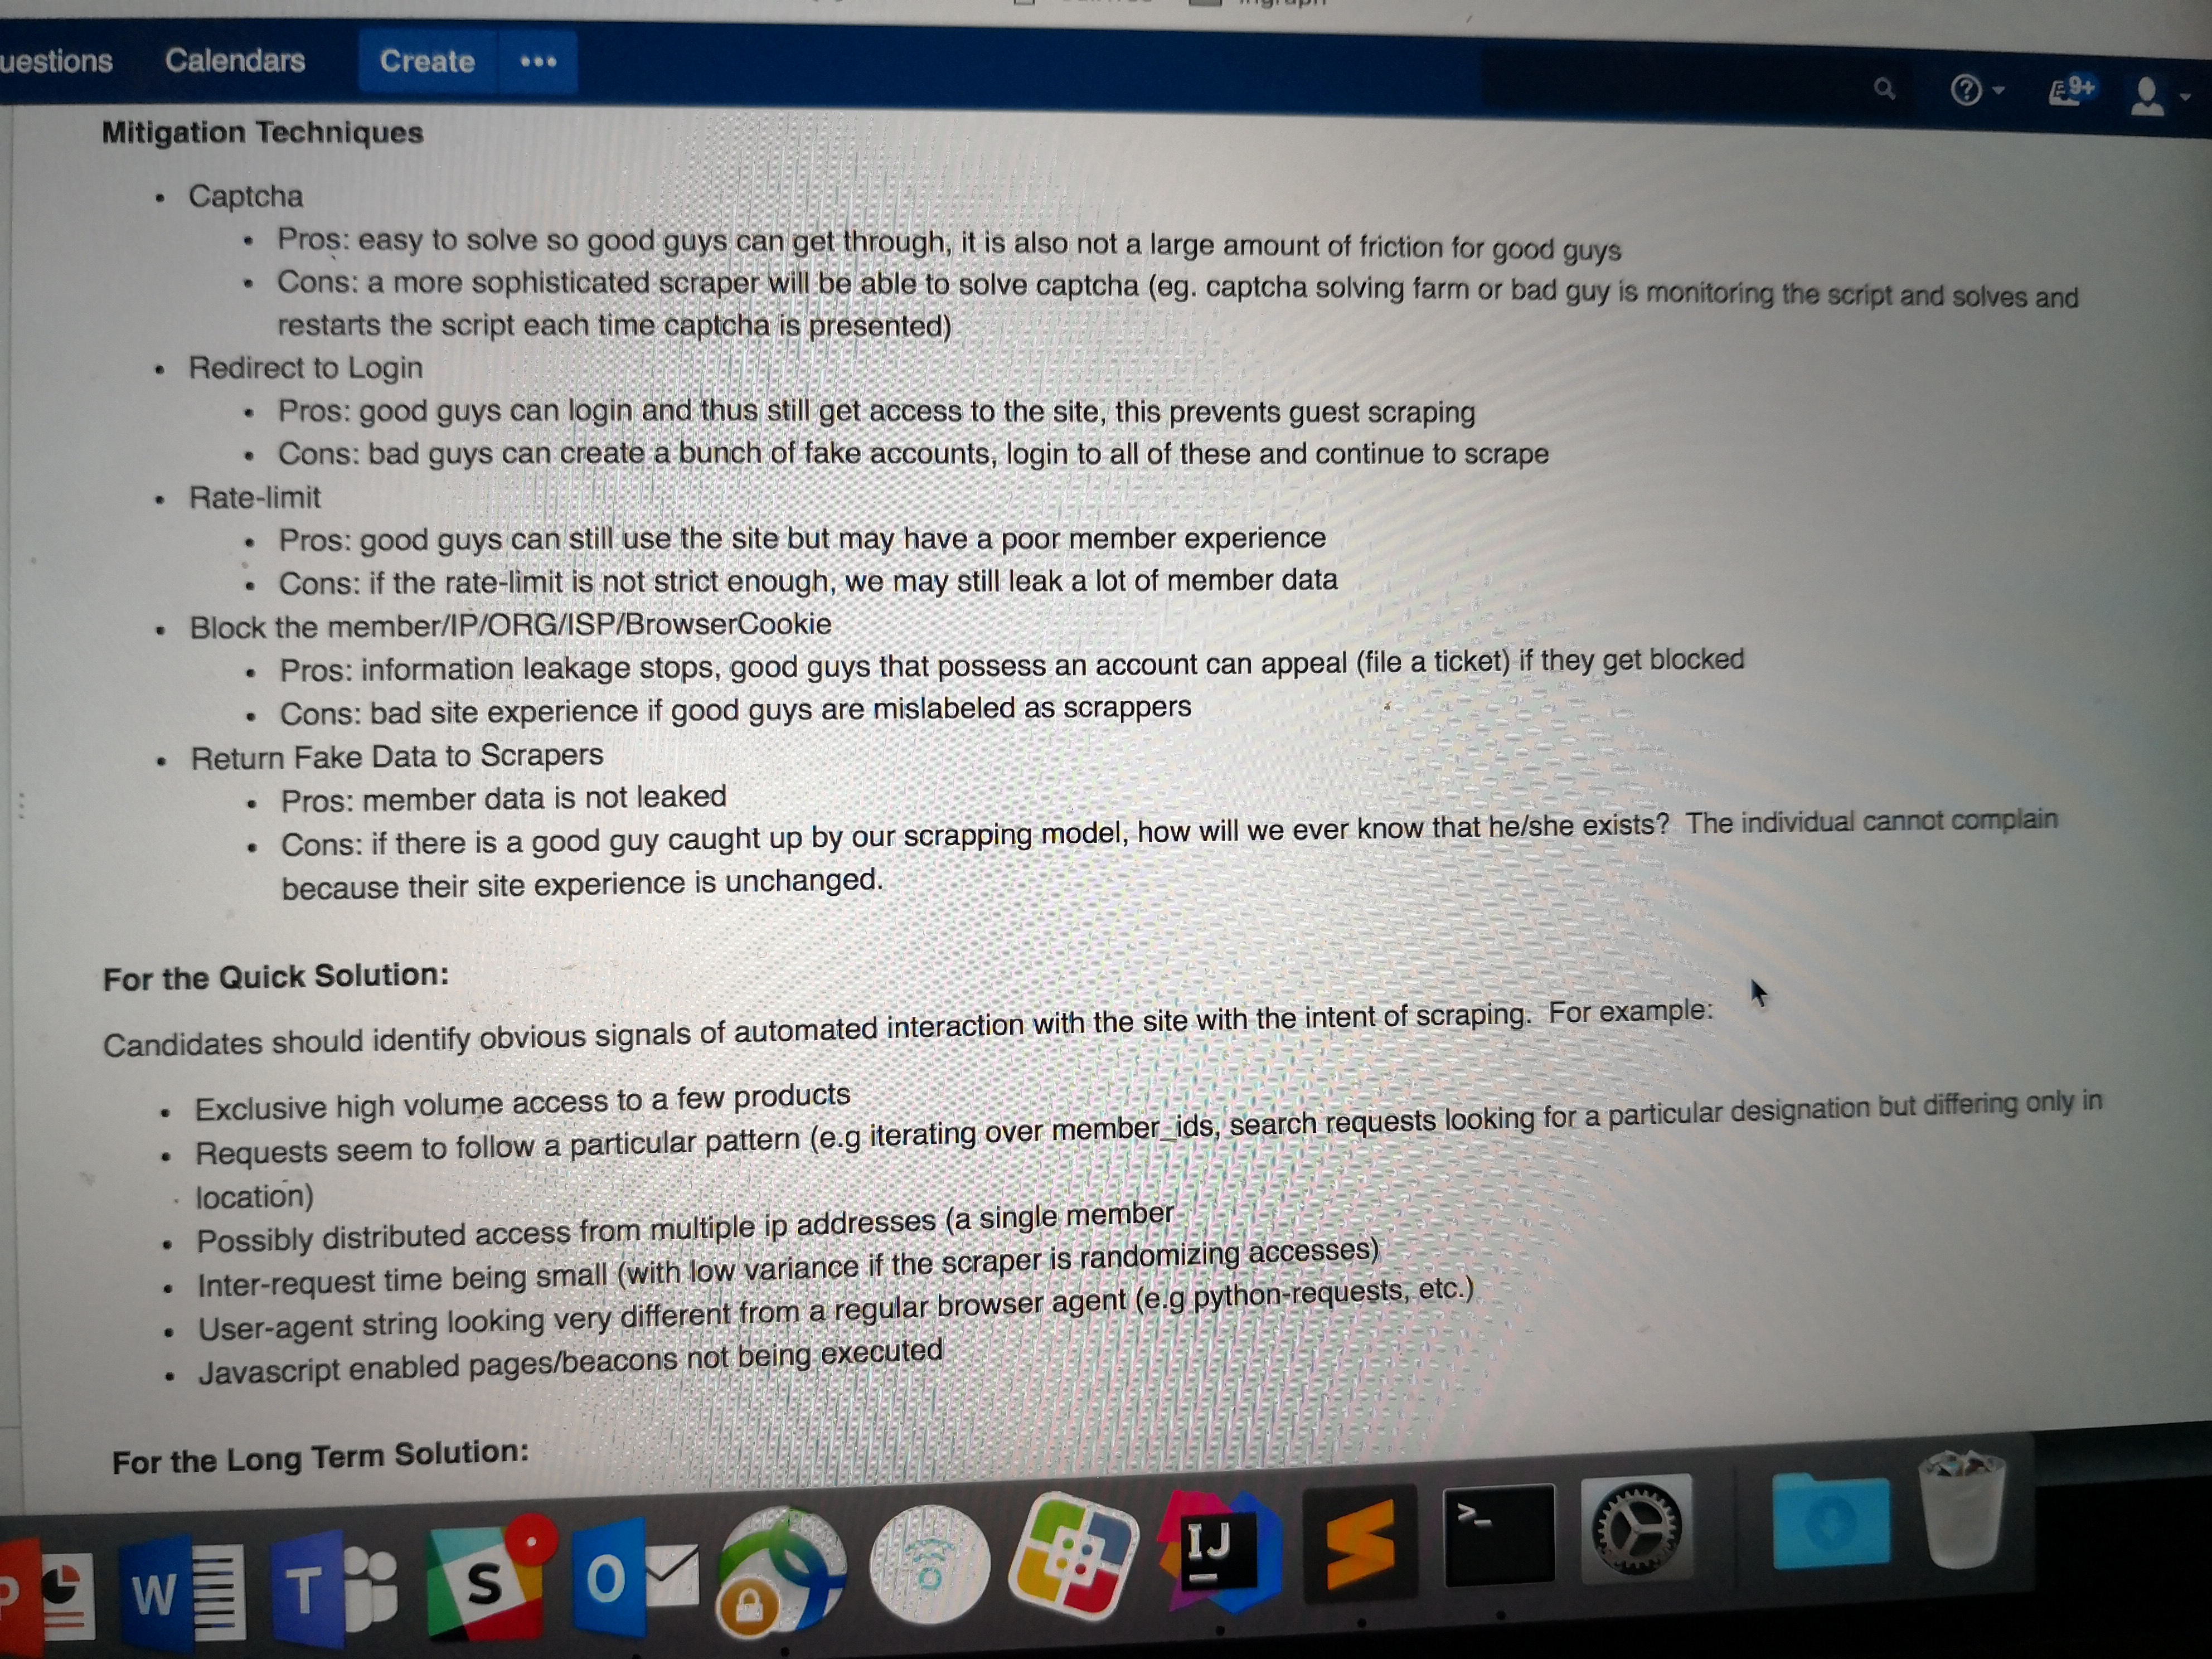 uestions Calendars Create •••
9+
Mitigation Techniques
• Captcha
• Pros: easy to solve so good guys can get through, it is also not a large amount of friction for good guys
• Cons: a more sophisticated scraper will be able to solve captcha (eg. captcha solving farm or bad guy is monitoring the script and solves and
restarts the script each time captcha is presented)
• Redirect to Login
• Pros: good guys can login and thus still get access to the site, this prevents guest scraping
• Cons: bad guys can create a bunch of fake accounts, login to all of these and continue to scrape
• Rate-limit
• Pros: good guys can still use the site but may have a poor member experience
• Cons: if the rate-limit is not strict enough, we may still leak a lot of member data
• Block the member/IP/ORG/ISP/BrowserCookie
• Pros: information leakage stops, good guys that possess an account can appeal (file a ticket) if they get blocked
• Cons: bad site experience if good guys are mislabeled as scrappers
• Return Fake Data to Scrapers
• Pros: member data is not leaked
• Cons: if there is a good guy caught up by our scrapping model, how will we ever know that he/she exists? The individual cannot complain
because their site experience is unchanged.
For the Quick Solution:
Candidates should identify obvious signals of automated interaction with the site with the intent of scraping. For example:
• Exclusive high volume access to a few products
• Requests seem to follow a particular pattern (e.g iterating over member_ids, search requests looking for a particular designation but differing only in
location)
• Possibly distributed access from multiple ip addresses (a single member
• Inter-request time being small (with low variance if the scraper is randomizing accesses)
• User-agent string looking very different from a regular browser agent (e.g python-requests, etc.)
• Javascript enabled pages/beacons not being executed
For the Long Term Solution:
P W T S O IJ >_